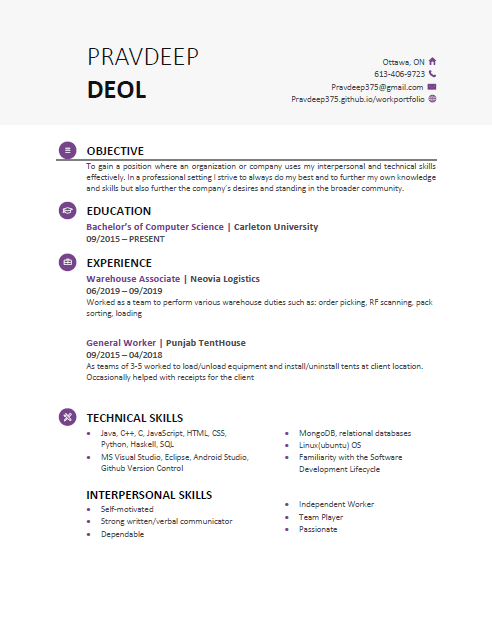 PRAVDEEP
DEOL
Ottawa, ON
613-406-9723
Pravdeep375@gmail.com
Pravdeep375.github.io/workportfolio
OBJECTIVE
To gain a position where an organization or company uses my interpersonal and technical skills
effectively. In a professional setting I strive to always do my best and to further my own knowledge
and skills but also further the company's desires and standing in the broader community.
EDUCATION
Bachelor's of Computer Science | Carleton University
09/2015 – PRESENT
EXPERIENCE
Warehouse Associate | Neovia Logistics
06/2019 – 09/2019
Worked as a team to perform various warehouse duties such as: order picking, RF scanning, pack
sorting, loading
General Worker | Punjab TentHouse
09/2015 – 04/2018
As teams of 3-5 worked to load/unload equipment and install/uninstall tents at client location.
Occasionally helped with receipts for the client
TECHNICAL SKILLS
• Java, C++, C, JavaScript, HTML, CSS,
Python, Haskell, SQL
• MS Visual Studio, Eclipse, Android Studio,
Github Version Control
• MongoDB, relational databases
• Linux(ubuntu) OS
• Familiarity with the Software
Development Lifecycle
INTERPERSONAL SKILLS
• Self-motivated
• Strong written/verbal communicator
• Dependable
• Independent Worker
• Team Player
• Passionate